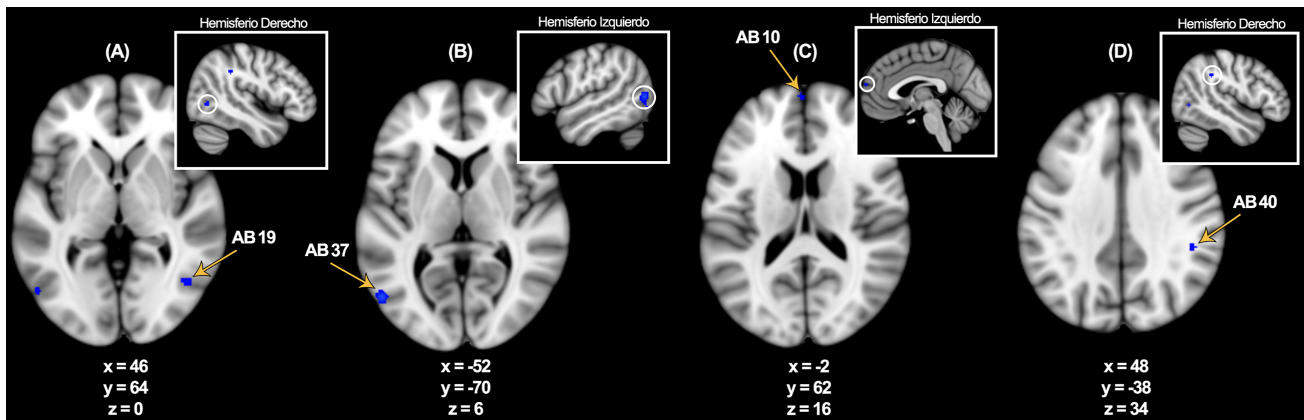 Hemisferio Derecho
(A)
AB 19
x = 46
y = 64
z = 0
Hemisferio Izquierdo
(B)
AB 37
x = -52
y = -70
z = 6
Hemisferio Izquierdo
AB 10
(C)
x = -2
y = 62
z = 16
Hemisferio Derecho
(D)
AB 40
x = 48
y = -38
z = 34